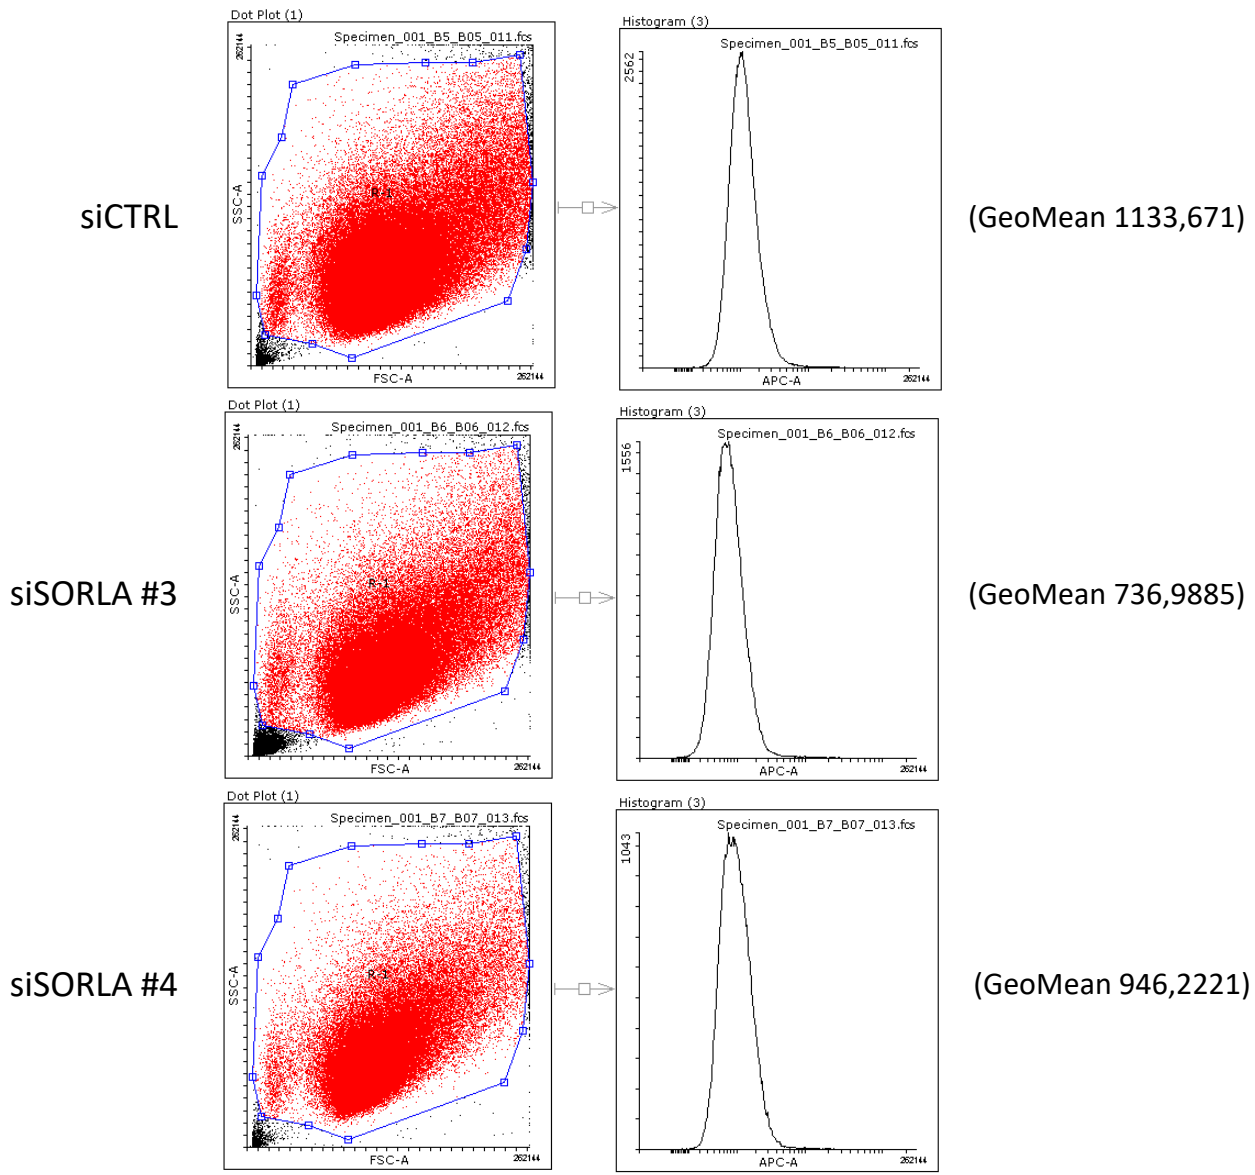 Dot Plot (1)
Specimen_001_B5_B05_011.fcs
262144
SSC-A
R-1
FSC-A
262144
Histogram (3)
Specimen_001_B5_B05_011.fcs
2562
APC-A
262144
siCTRL
(GeoMean 1133,671)
Dot Plot (1)
Specimen_001_B6_B06_012.fcs
262144
SSC-A
R-1
FSC-A
262144
Histogram (3)
Specimen_001_B6_B06_012.fcs
1556
APC-A
262144
siSORLA #3
(GeoMean 736,9885)
Dot Plot (1)
Specimen_001_B7_B07_013.fcs
262144
SSC-A
R-1
FSC-A
262144
Histogram (3)
Specimen_001_B7_B07_013.fcs
1043
APC-A
262144
siSORLA #4
(GeoMean 946,2221)